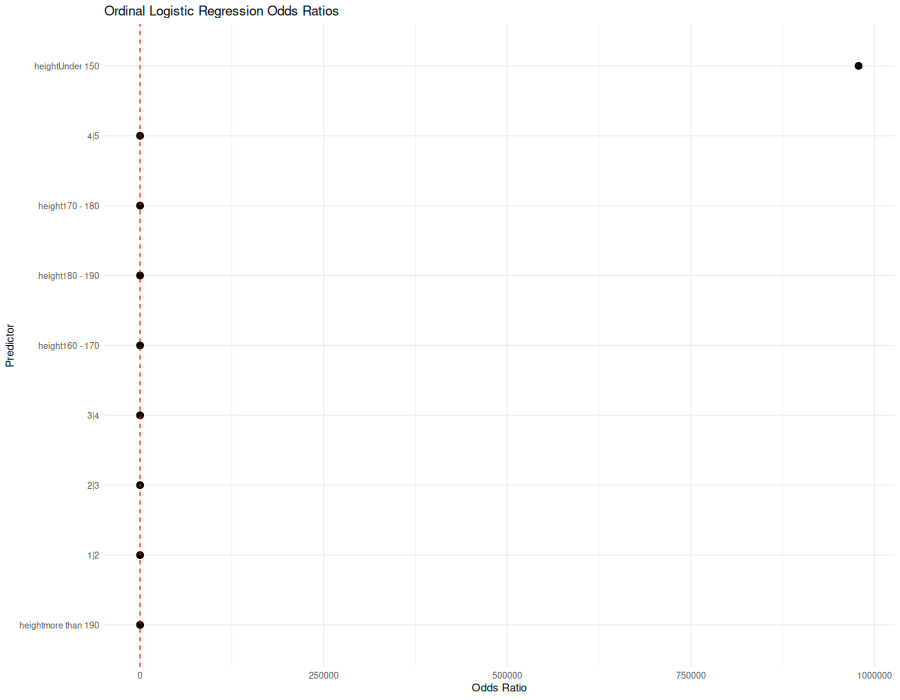 Ordinal Logistic Regression Odds Ratios
heightUnder 150
4|5
height170 - 180
height180 - 190
height160 - 170
3|4
2|3
1|2
heightmore than 190
Predictor
0 250000 500000 750000 1000000
Odds Ratio